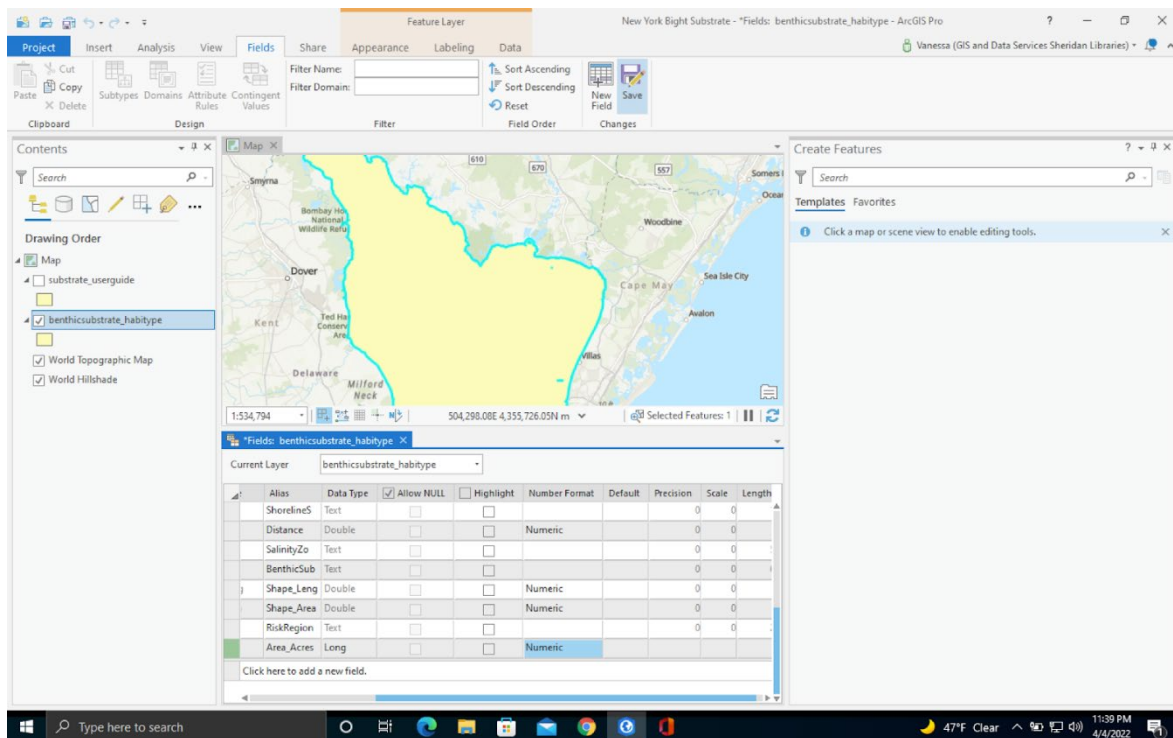 Feature Layer
New York Bight Substrate - *Fields: benthicsubstrate_habitype - ArcGIS Pro
?
Project Insert Analysis View Fields Share Appearance Labeling Data
Vanessa (GIS and Data Services Sheridan Libraries)
Paste
Cut
Copy
Delete
Clipboard
Subtypes Domains Attribute Rules Contingent Values
Design
Filter Name:
Filter Domain:
Filter
Sort Ascending
Sort Descending
Reset
Field Order
New Field
Save
Changes
Contents
Search
Drawing Order
Map
substrate_userguide
benthicsubstrate_habitype
World Topographic Map
World Hillshade
Map
Smyrna
610
670
557
Somers
Ocean
Bombay Ho
National
Wildlife Refu
Woodbine
Dover
Sea Isle City
Cape May
Avalon
Kent
Ted Ha
Conserv
Area
Villas
Delaware
Milford
Neck
1:534,794
504,298.08E 4,355,726.05N m
Selected Features: 1
*Fields: benthicsubstrate_habitype
Current Layer benthicsubstrate_habitype
Alias Data Type Allow NULL Highlight Number Format Default Precision Scale Length
ShorelineS Text 0 0
Distance Double Numeric 0 0
SalinityZo Text 0 0
BenthicSub Text 0 0
Shape_Leng Double Numeric 0 0
Shape_Area Double Numeric 0 0
RiskRegion Text 0 0
Area_Acres Long Numeric
Click here to add a new field.
Create Features
?
Search
Templates Favorites
Click a map or scene view to enable editing tools.
Type here to search
47°F Clear
11:39 PM
4/4/2022